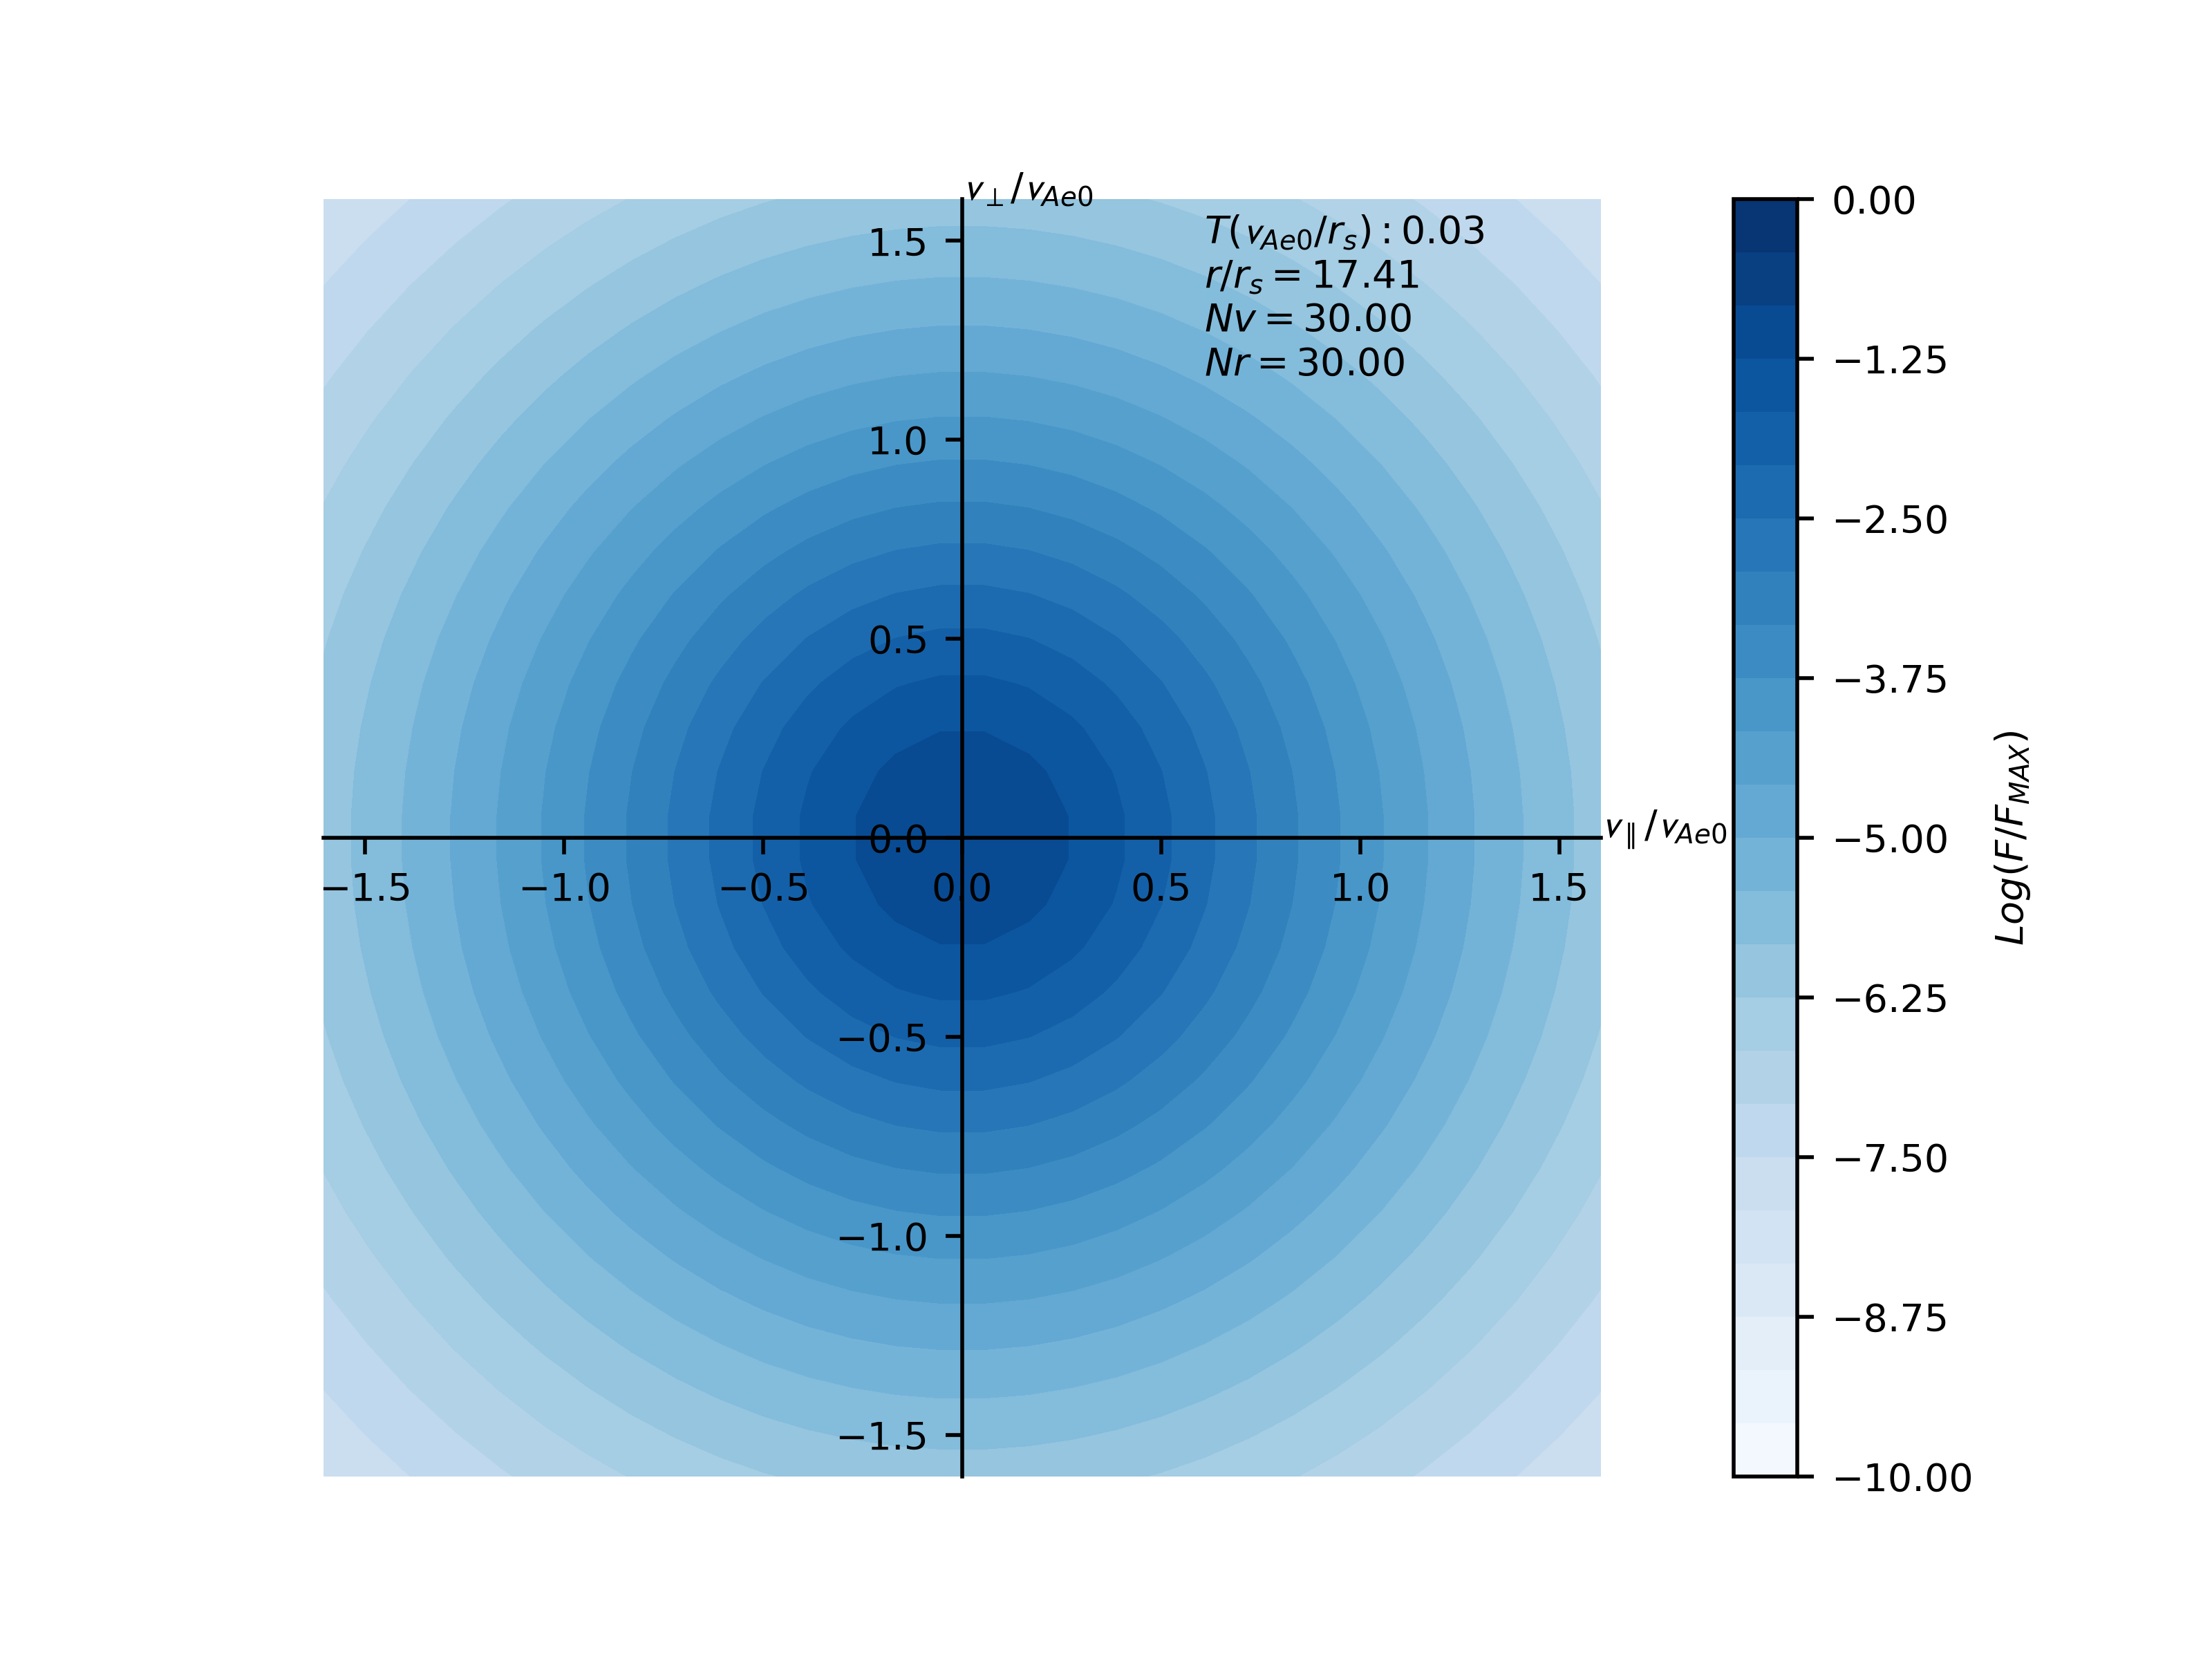 v⊥/vAe0
T(vAe0/rs) : 0.03
r/rs = 17.41
Nv = 30.00
Nr = 30.00
1.5
1.0
0.5
0.0
−0.5
−1.0
−1.5
−1.5 −1.0 −0.5 0.0 0.5 1.0 1.5
v∥/vAe0
0.00
−1.25
−2.50
−3.75
−5.00
−6.25
−7.50
−8.75
−10.00
Log(F/FMAX)